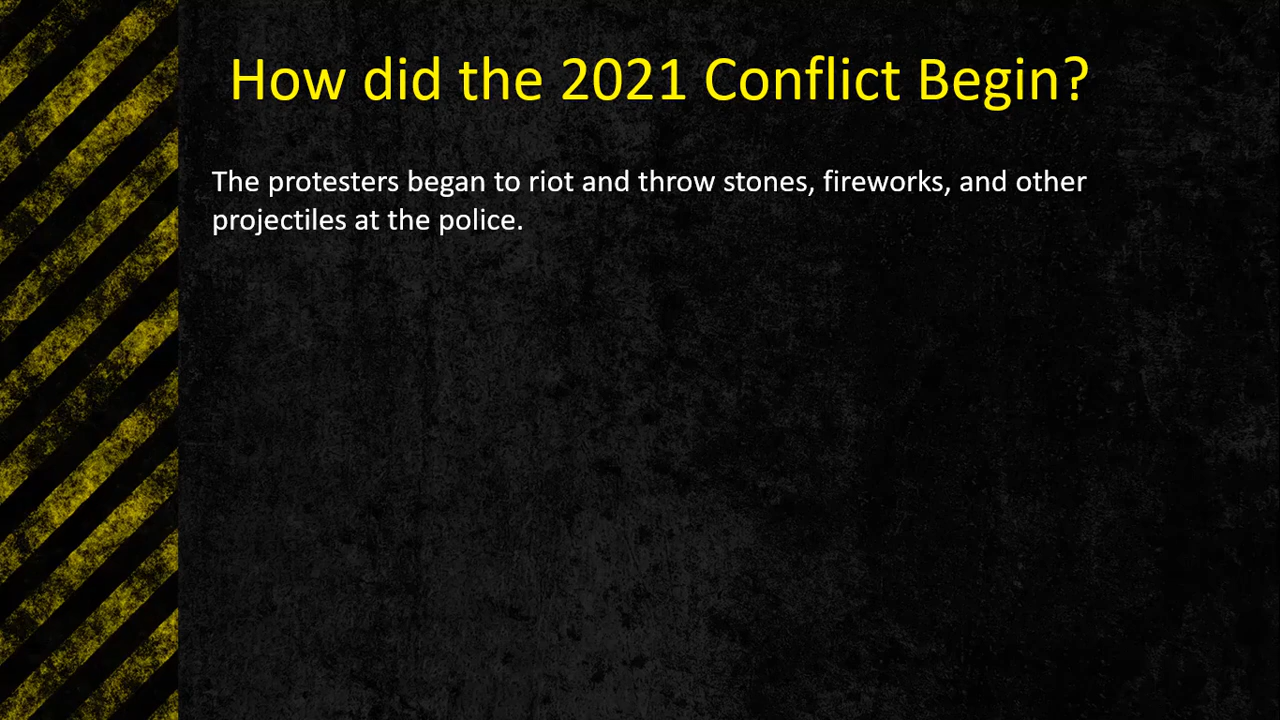 How did the 2021 Conflict Begin?
The protesters began to riot and throw stones, fireworks, and other
projectiles at the police.